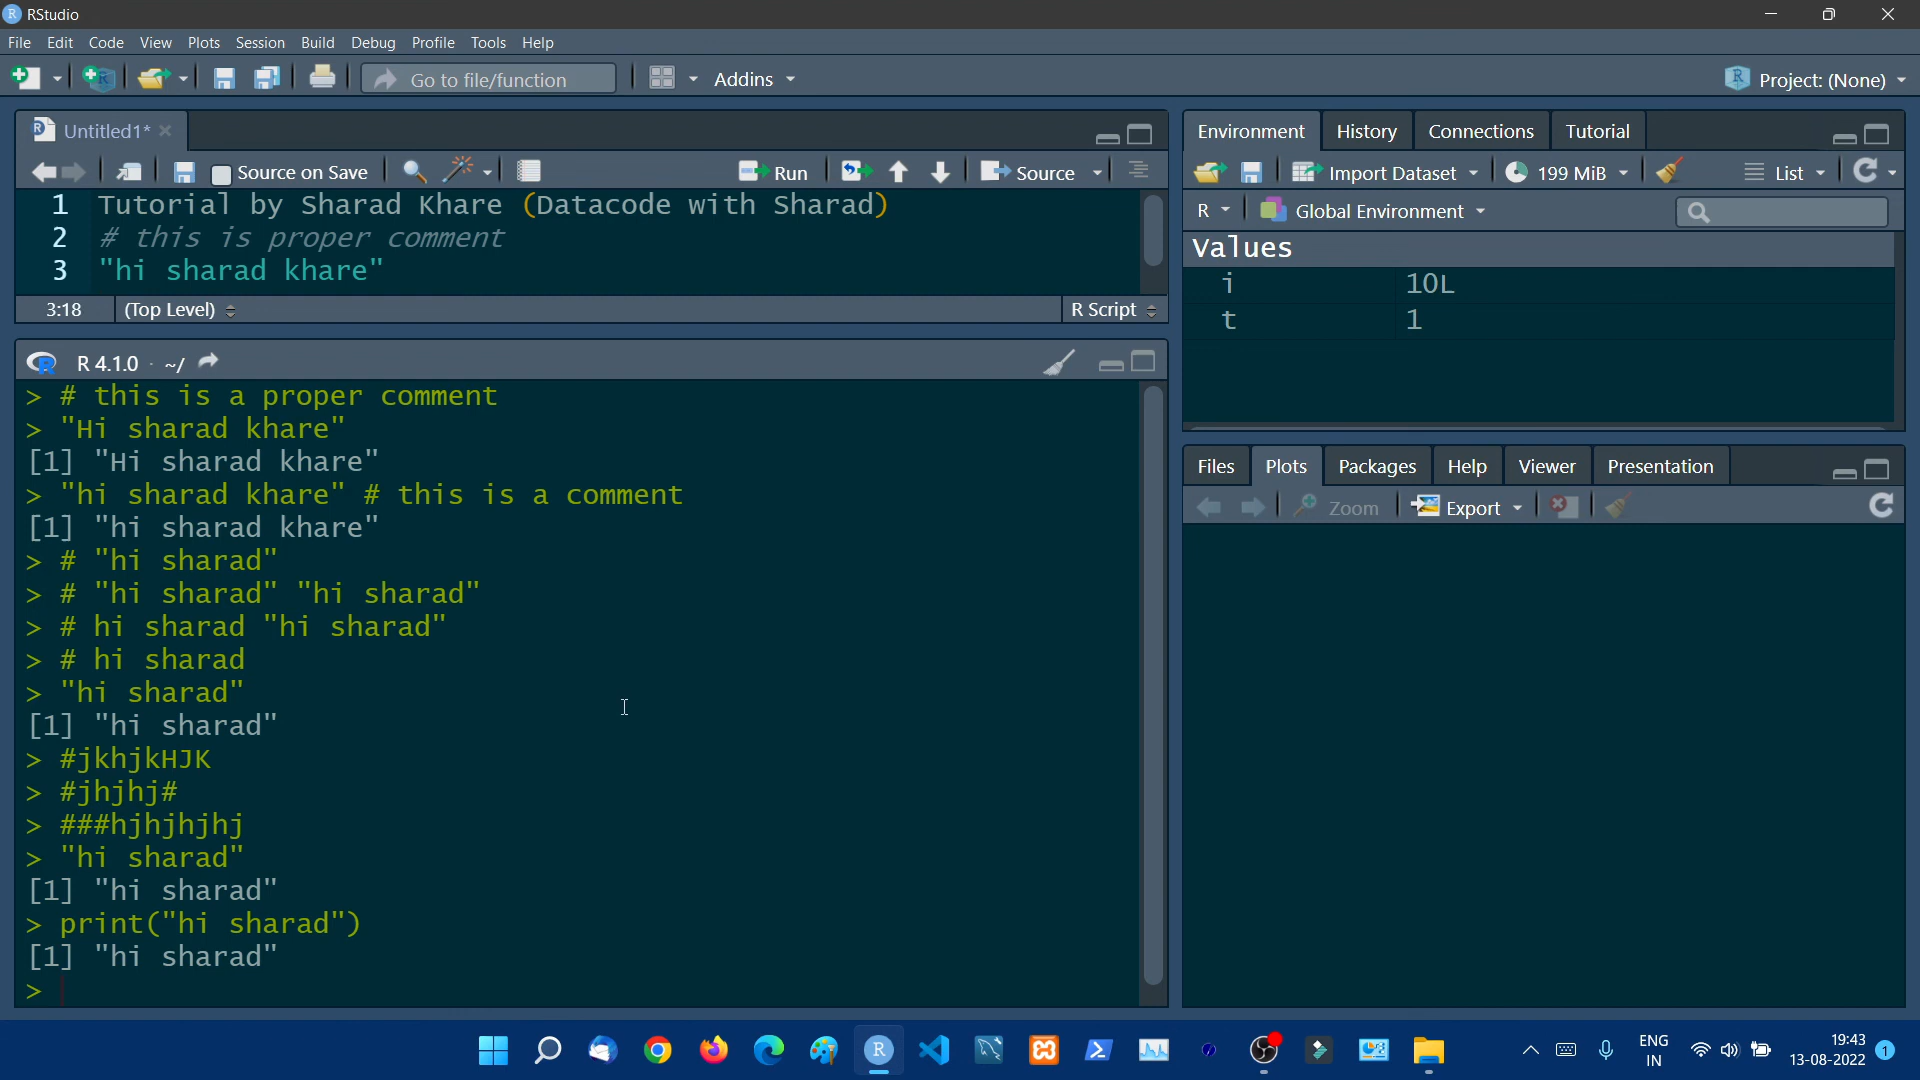 RStudio
File Edit Code View Plots Session Build Debug Profile Tools Help
Go to file/function Addins Project: (None)
Untitled1*
Source on Save Run Source
1 Tutorial by Sharad Khare (Datacode with Sharad)
2 # this is proper comment
3 "hi sharad khare"
3:18 (Top Level) R Script
R 4.1.0 · ~/
> # this is a proper comment
> "Hi sharad khare"
[1] "Hi sharad khare"
> "hi sharad khare" # this is a comment
[1] "hi sharad khare"
> # "hi sharad"
> # "hi sharad" "hi sharad"
> # hi sharad "hi sharad"
> # hi sharad
> "hi sharad"
[1] "hi sharad"
> #jkhjkHJK
> #jhjhj#
> ###hjhjhjhj
> "hi sharad"
[1] "hi sharad"
> print("hi sharad")
[1] "hi sharad"
>
Environment History Connections Tutorial
Import Dataset 199 MiB List
R Global Environment
Values
i 10L
t 1
Files Plots Packages Help Viewer Presentation
Zoom Export
ENG
IN
19:43
13-08-2022
1